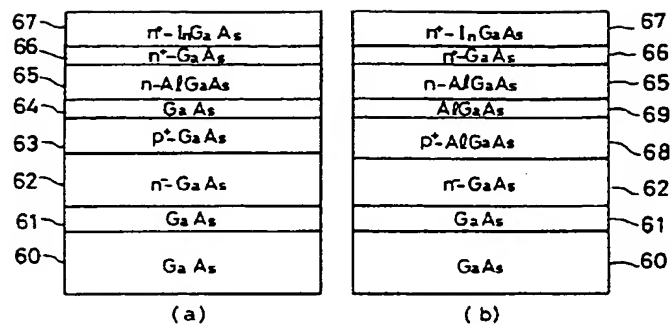 67 n⁺-InGaAs
66 n⁺-GaAs
65 n-AlGaAs
64 GaAs
63 p⁺-GaAs
62 n⁻-GaAs
61 GaAs
60 GaAs
(a)
n⁺-InGaAs 67
n⁺-GaAs 66
n-AlGaAs 65
AlGaAs 69
p⁺-AlGaAs 68
n⁻-GaAs 62
GaAs 61
GaAs 60
(b)